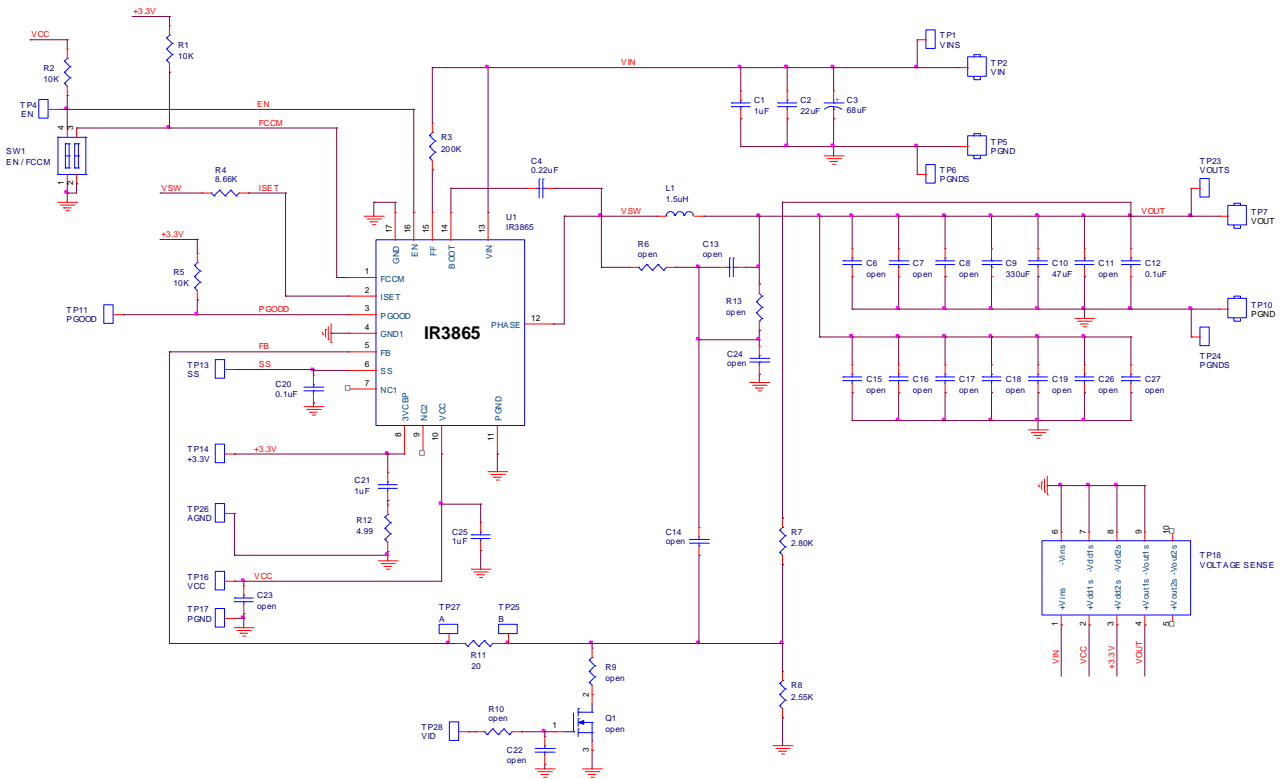 +3.3V
VCC
R1
10K
R2
10K
TP4
EN
EN
FCCM
4
3
SW1
EN / FCCM
1
2
VIN
TP1
VINS
TP2
VIN
C1
1uF
C2
22uF
+
C3
68uF
TP5
PGND
TP6
PGNDS
R3
200K
C4
0.22uF
R4
8.66K
VSW
ISET
+3.3V
R5
10K
TP11
PGOOD
PGOOD
U1
IR3865
17
16
15
14
13
GND
EN
FF
BOOT
VIN
1
FCCM
2
ISET
3
PGOOD
4
GND1
5
FB
6
SS
7
NC1
IR3865
PHASE
12
3VCBP
NC2
VCC
PGND
8
9
10
11
VSW
L1
1.5uH
R6
open
C13
open
R13
open
C24
open
TP23
VOUTS
VOUT
TP7
VOUT
C6
open
C7
open
C8
open
C9
330uF
C10
47uF
C11
open
C12
0.1uF
TP10
PGND
TP24
PGNDS
C15
open
C16
open
C17
open
C18
open
C19
open
C26
open
C27
open
FB
TP13
SS
SS
C20
0.1uF
TP14
+3.3V
+3.3V
C21
1uF
R12
4.99
TP26
AGND
C25
1uF
TP16
VCC
VCC
C23
open
TP17
PGND
C14
open
R7
2.80K
R8
2.55K
TP27
A
TP25
B
R11
20
R9
open
2
Q1
open
1
3
R10
open
TP28
VID
C22
open
6
7
8
9
10
-Vins
-Vdd1s
-Vdd2s
-Vout1s
-Vout2s
+Vins
+Vdd1s
+Vdd2s
+Vout1s
+Vout2s
1
2
3
4
5
TP18
VOLTAGE SENSE
VIN
VCC
+3.3V
VOUT